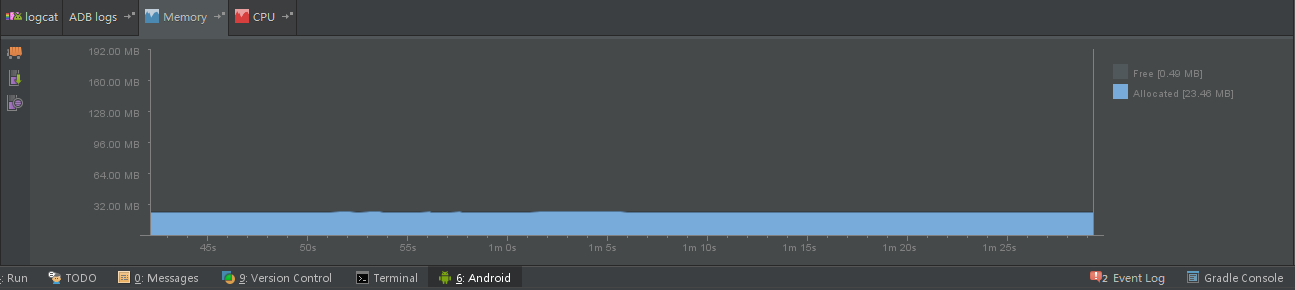 logcat ADB logs Memory CPU
192.00 MB
160.00 MB
128.00 MB
96.00 MB
64.00 MB
32.00 MB
Free [0.49 MB]
Allocated [23.46 MB]
45s 50s 55s 1m 0s 1m 5s 1m 10s 1m 15s 1m 20s 1m 25s
: Run TODO 0: Messages 9: Version Control Terminal 6: Android 2 Event Log Gradle Console